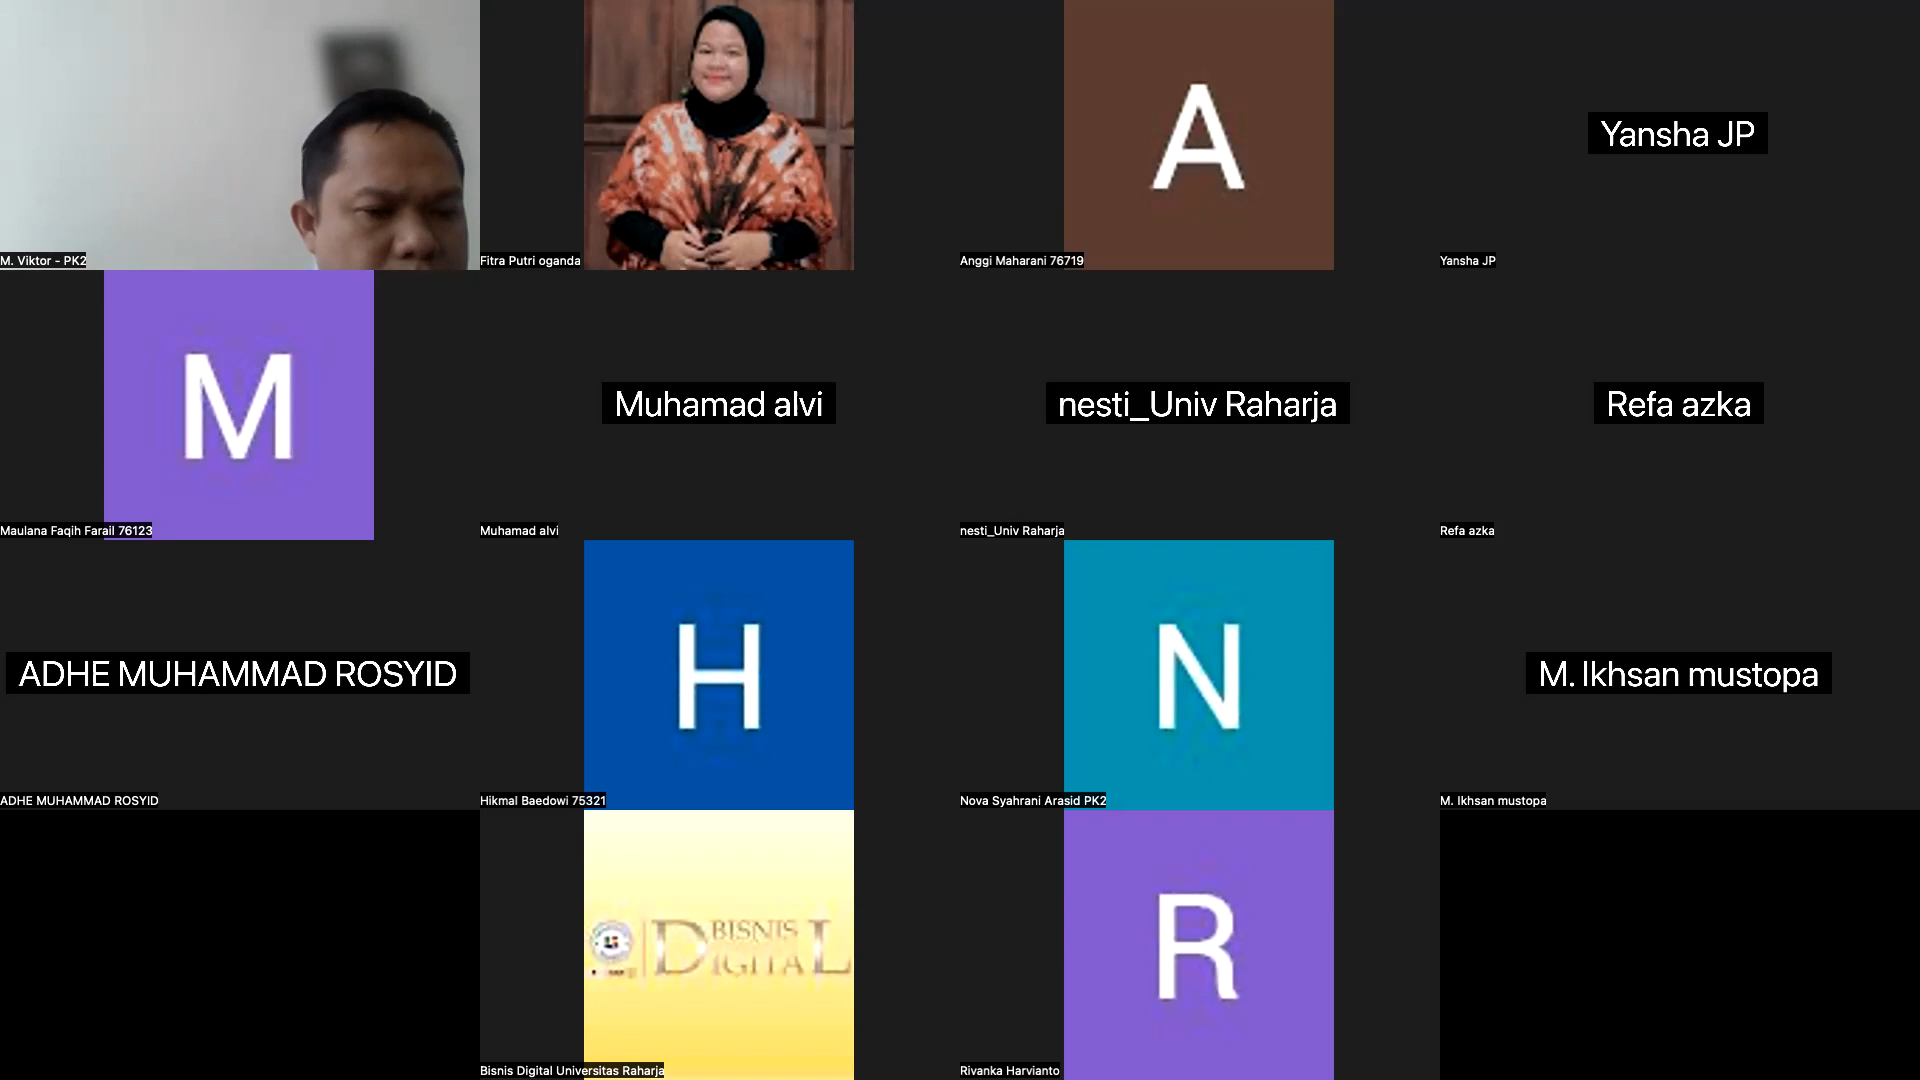 M. Viktor - PK2
Fitra Putri oganda
A
Anggi Maharani 76719
Yansha JP
Yansha JP
M
Maulana Faqih Farail 76123
Muhamad alvi
Muhamad alvi
nesti_Univ Raharja
nesti_Univ Raharja
Refa azka
Refa azka
ADHE MUHAMMAD ROSYID
ADHE MUHAMMAD ROSYID
H
Hikmal Baedowi 75321
N
Nova Syahrani Arasid PK2
M. Ikhsan mustopa
M. Ikhsan mustopa
BISNIS
DIGITAL
Bisnis Digital Universitas Raharja
R
Rivanka Harvianto